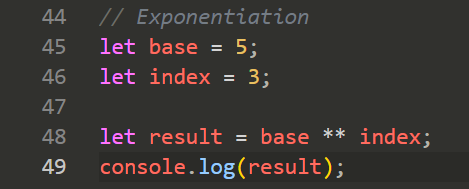 44 // Exponentiation
45 let base = 5;
46 let index = 3;
47
48 let result = base ** index;
49 console.log(result);